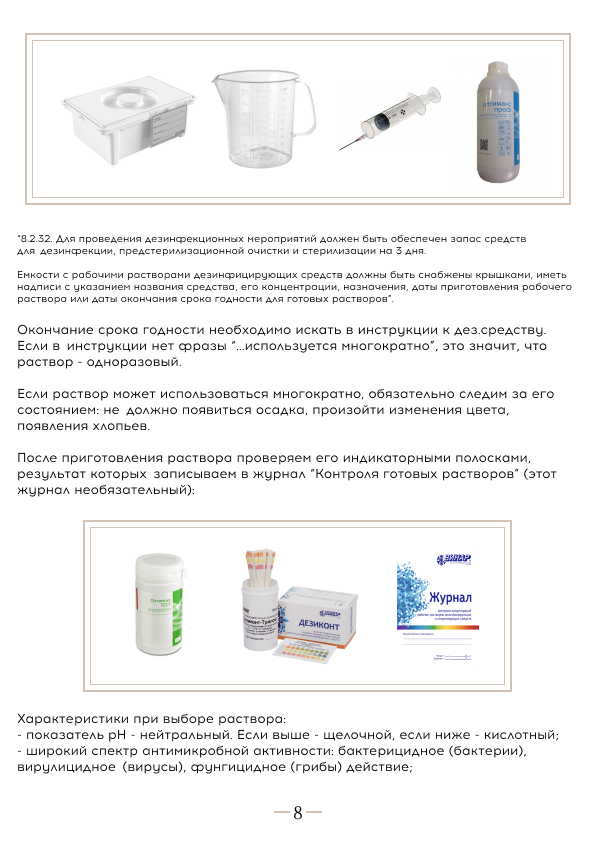 оптимакс
проф
"8.2.32. Для проведения дезинфекционных мероприятий должен быть обеспечен запас средств
для дезинфекции, предстерилизационной очистки и стерилизации на 3 дня.
Емкости с рабочими растворами дезинфицирующих средств должны быть снабжены крышками, иметь
надписи с указанием названия средства, его концентрации, назначения, даты приготовления рабочего
раствора или даты окончания срока годности для готовых растворов".
Окончание срока годности необходимо искать в инструкции к дез.средству.
Если в инструкции нет фразы "...используется многократно", это значит, что
раствор - одноразовый.
Если раствор может использоваться многократно, обязательно следим за его
состоянием: не должно появиться осадка, произойти изменения цвета,
появления хлопьев.
После приготовления раствора проверяем его индикаторными полосками,
результат которых записываем в журнал "Контроля готовых растворов" (этот
журнал необязательный):
Оптимакс
ТЕСТ
ВИНАР
ДЕЗИКОНТ
ВИНАР
Журнал
Характеристики при выборе раствора:
- показатель pH - нейтральный. Если выше - щелочной, если ниже - кислотный;
- широкий спектр антимикробной активности: бактерицидное (бактерии),
вирулицидное (вирусы), фунгицидное (грибы) действие;
8